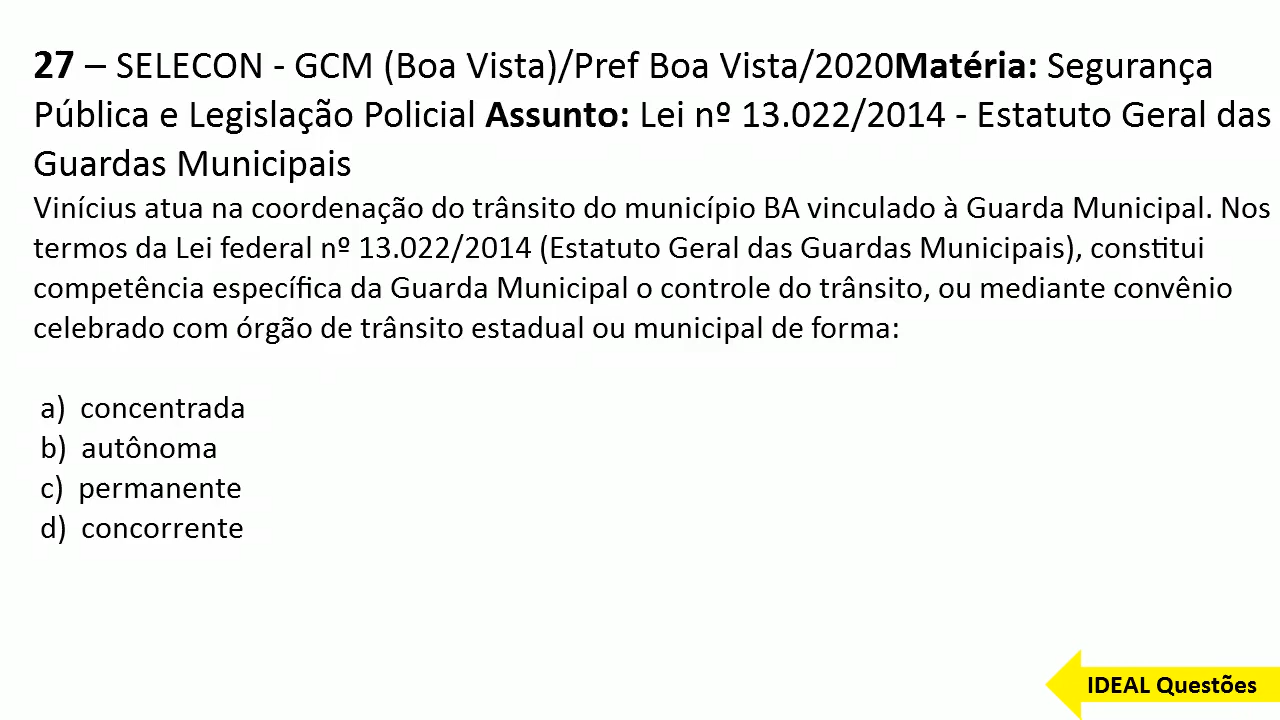 27 – SELECON - GCM (Boa Vista)/Pref Boa Vista/2020Matéria: Segurança
Pública e Legislação Policial Assunto: Lei nº 13.022/2014 - Estatuto Geral das
Guardas Municipais
Vinícius atua na coordenação do trânsito do município BA vinculado à Guarda Municipal. Nos
termos da Lei federal nº 13.022/2014 (Estatuto Geral das Guardas Municipais), constitui
competência específica da Guarda Municipal o controle do trânsito, ou mediante convênio
celebrado com órgão de trânsito estadual ou municipal de forma:
a) concentrada
b) autônoma
c) permanente
d) concorrente
IDEAL Questões